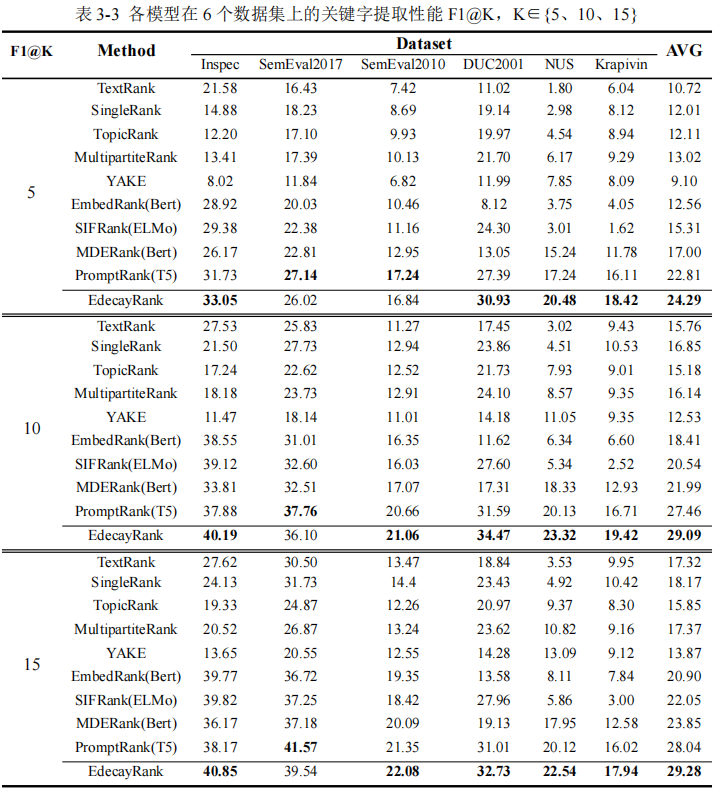 表 3-3 各模型在 6 个数据集上的关键字提取性能 F1@K，K∈{5、10、15}
F1@K Method Dataset AVG
Inspec SemEval2017 SemEval2010 DUC2001 NUS Krapivin
5
TextRank 21.58 16.43 7.42 11.02 1.80 6.04 10.72
SingleRank 14.88 18.23 8.69 19.14 2.98 8.12 12.01
TopicRank 12.20 17.10 9.93 19.97 4.54 8.94 12.11
MultipartiteRank 13.41 17.39 10.13 21.70 6.17 9.29 13.02
YAKE 8.02 11.84 6.82 11.99 7.85 8.09 9.10
EmbedRank(Bert) 28.92 20.03 10.46 8.12 3.75 4.05 12.56
SIFRank(ELMo) 29.38 22.38 11.16 24.30 3.01 1.62 15.31
MDERank(Bert) 26.17 22.81 12.95 13.05 15.24 11.78 17.00
PromptRank(T5) 31.73 27.14 17.24 27.39 17.24 16.11 22.81
EdecayRank 33.05 26.02 16.84 30.93 20.48 18.42 24.29
10
TextRank 27.53 25.83 11.27 17.45 3.02 9.43 15.76
SingleRank 21.50 27.73 12.94 23.86 4.51 10.53 16.85
TopicRank 17.24 22.62 12.52 21.73 7.93 9.01 15.18
MultipartiteRank 18.18 23.73 12.91 24.10 8.57 9.35 16.14
YAKE 11.47 18.14 11.01 14.18 11.05 9.35 12.53
EmbedRank(Bert) 38.55 31.01 16.35 11.62 6.34 6.60 18.41
SIFRank(ELMo) 39.12 32.60 16.03 27.60 5.34 2.52 20.54
MDERank(Bert) 33.81 32.51 17.07 17.31 18.33 12.93 21.99
PromptRank(T5) 37.88 37.76 20.66 31.59 20.13 16.71 27.46
EdecayRank 40.19 36.10 21.06 34.47 23.32 19.42 29.09
15
TextRank 27.62 30.50 13.47 18.84 3.53 9.95 17.32
SingleRank 24.13 31.73 14.4 23.43 4.92 10.42 18.17
TopicRank 19.33 24.87 12.26 20.97 9.37 8.30 15.85
MultipartiteRank 20.52 26.87 13.24 23.62 10.82 9.16 17.37
YAKE 13.65 20.55 12.55 14.28 13.09 9.12 13.87
EmbedRank(Bert) 39.77 36.72 19.35 13.58 8.11 7.84 20.90
SIFRank(ELMo) 39.82 37.25 18.42 27.96 5.86 3.00 22.05
MDERank(Bert) 36.17 37.18 20.09 19.13 17.95 12.58 23.85
PromptRank(T5) 38.17 41.57 21.35 31.01 20.12 16.02 28.04
EdecayRank 40.85 39.54 22.08 32.73 22.54 17.94 29.28